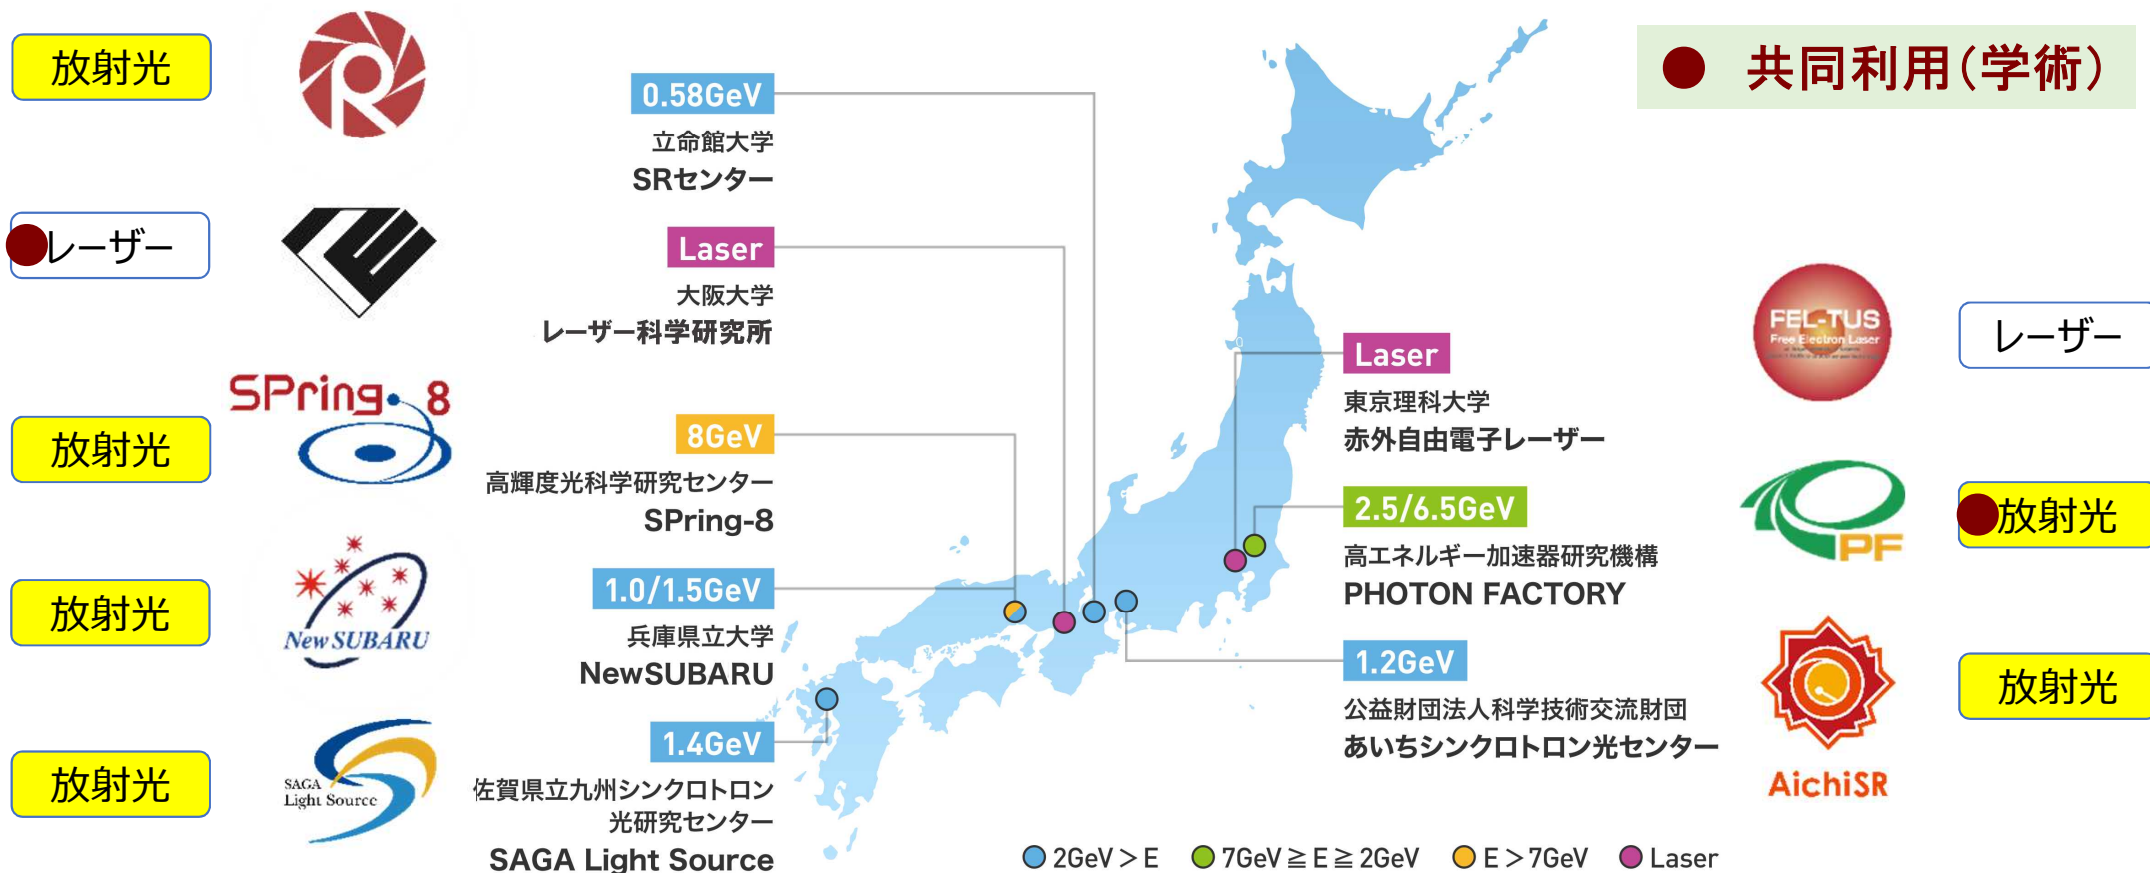 放射光
0.58GeV
立命館大学
SRセンター
● 共同利用（学術）
レーザー
Laser
大阪大学
レーザー科学研究所
SPring-8
放射光
8GeV
高輝度光科学研究センター
SPring-8
放射光
New SUBARU
1.0/1.5GeV
兵庫県立大学
NewSUBARU
放射光
SAGA
Light Source
1.4GeV
佐賀県立九州シンクロトロン
光研究センター
SAGA Light Source
Laser
東京理科大学
赤外自由電子レーザー
FEL-TUS
Free Electron Laser
レーザー
2.5/6.5GeV
高エネルギー加速器研究機構
PHOTON FACTORY
PF
放射光
1.2GeV
公益財団法人科学技術交流財団
あいちシンクロトロン光センター
AichiSR
放射光
2GeV＞E 7GeV≧E≧2GeV E＞7GeV Laser